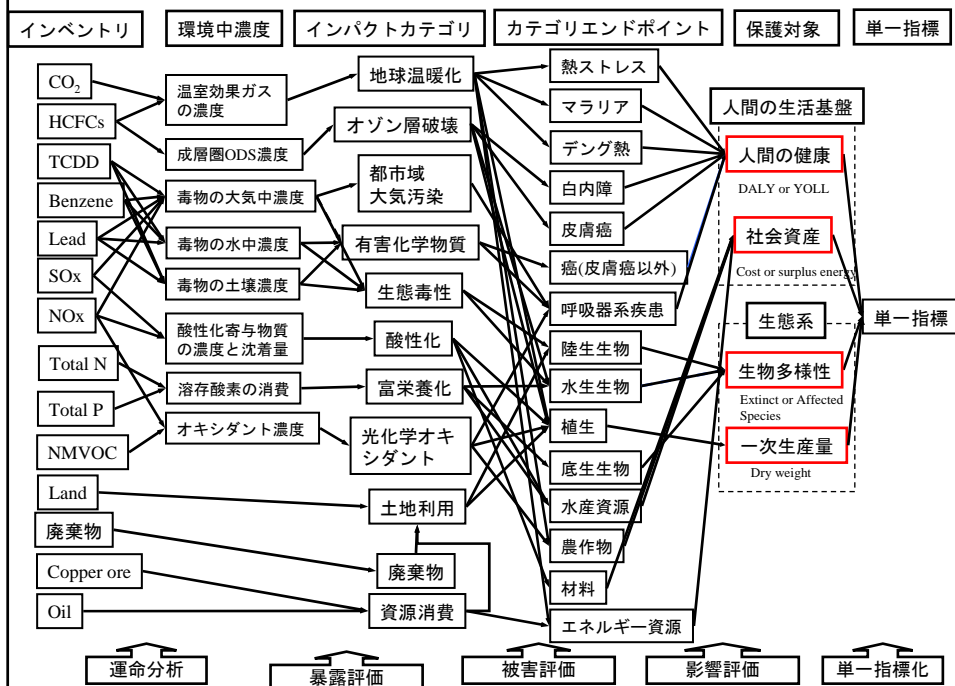 インベントリ
環境中濃度
インパクトカテゴリ
カテゴリエンドポイント
保護対象
単一指標
CO₂
HCFCs
TCDD
Benzene
Lead
SOx
NOx
Total N
Total P
NMVOC
Land
廃棄物
Copper ore
Oil
温室効果ガス
の濃度
成層圏ODS濃度
毒物の大気中濃度
毒物の水中濃度
毒物の土壌濃度
酸性化寄与物質
の濃度と沈着量
溶存酸素の消費
オキシダント濃度
地球温暖化
オゾン層破壊
都市域
大気汚染
有害化学物質
生態毒性
酸性化
富栄養化
光化学オキ
シダント
土地利用
廃棄物
資源消費
熱ストレス
マラリア
デング熱
白内障
皮膚癌
癌(皮膚癌以外)
呼吸器系疾患
陸生生物
水生生物
植生
底生生物
水産資源
農作物
材料
エネルギー資源
人間の生活基盤
人間の健康
DALY or YOLL
社会資産
Cost or surplus energy
生態系
生物多様性
Extinct or Affected
Species
一次生産量
Dry weight
単一指標
運命分析
暴露評価
被害評価
影響評価
単一指標化